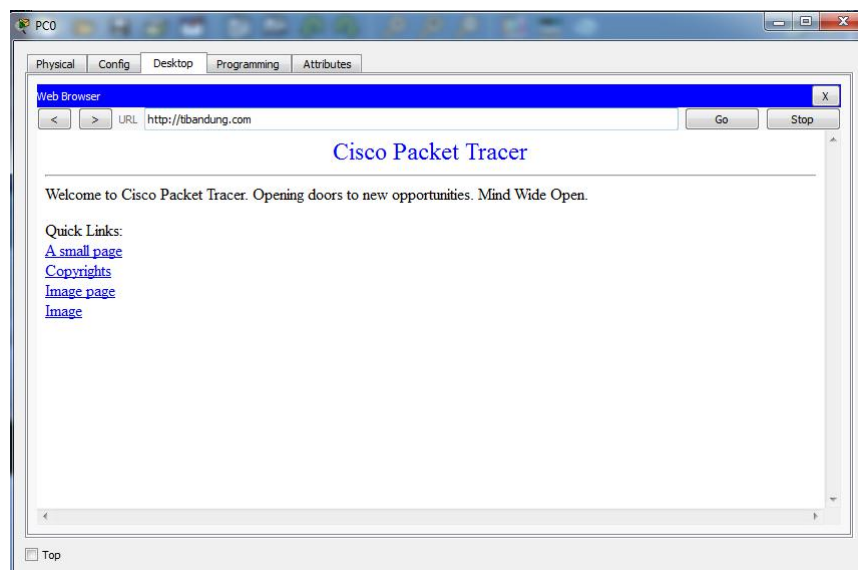 PC0
Physical Config Desktop Programming Attributes
Web Browser X
< > URL http://tibandung.com Go Stop
Cisco Packet Tracer
Welcome to Cisco Packet Tracer. Opening doors to new opportunities. Mind Wide Open.
Quick Links:
A small page
Copyrights
Image page
Image
Top